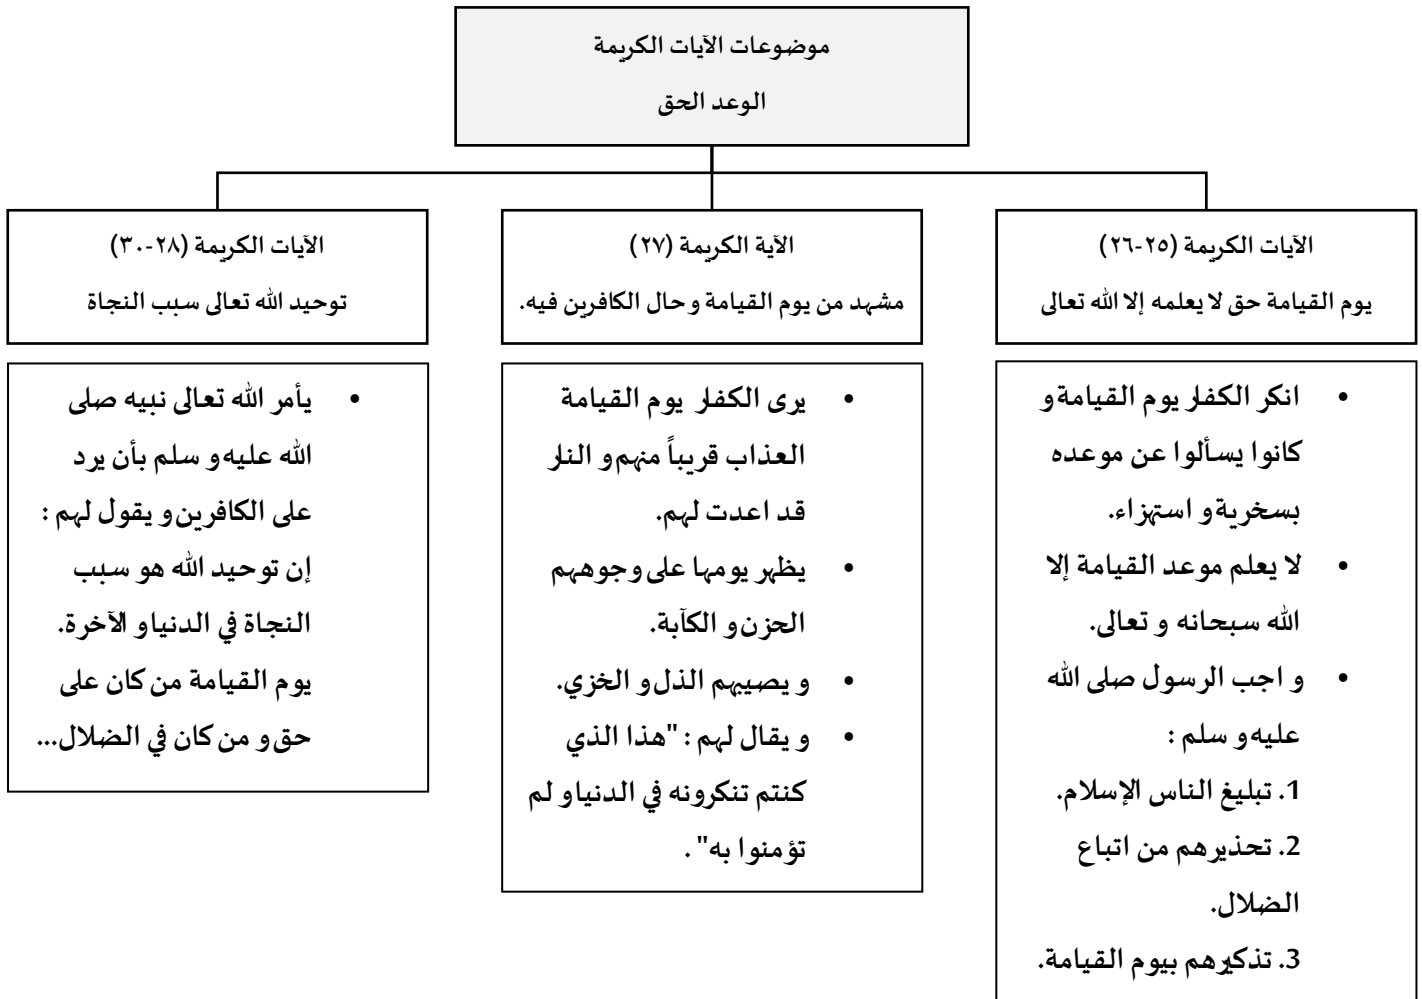 موضوعات الآيات الكريمة
الوعد الحق
الآيات الكريمة (٢٥-٢٦)
يوم القيامة حق لا يعلمه إلا الله تعالى
• انكر الكفار يوم القيامة و
كانوا يسألوا عن موعده
بسخرية و استهزاء.
• لا يعلم موعد القيامة إلا
الله سبحانه و تعالى.
• و اجب الرسول صلى الله
عليه و سلم :
1. تبليغ الناس الإسلام.
2. تحذيرهم من اتباع
الضلال.
3. تذكيرهم بيوم القيامة.
الآية الكريمة (٢٧)
مشهد من يوم القيامة و حال الكافرين فيه.
• يرى الكفار يوم القيامة
العذاب قريباً منهم و النار
قد اعدت لهم.
• يظهر يومها على وجوههم
الحزن و الكآبة.
• و يصيبهم الذل و الخزي.
• و يقال لهم : "هذا الذي
كنتم تنكرونه في الدنيا و لم
تؤمنوا به" .
الآيات الكريمة (٢٨-٣٠)
توحيد الله تعالى سبب النجاة
• يأمر الله تعالى نبيه صلى
الله عليه و سلم بأن يرد
على الكافرين و يقول لهم :
إن توحيد الله هو سبب
النجاة في الدنيا و الآخرة.
يوم القيامة من كان على
حق و من كان في الضلال...